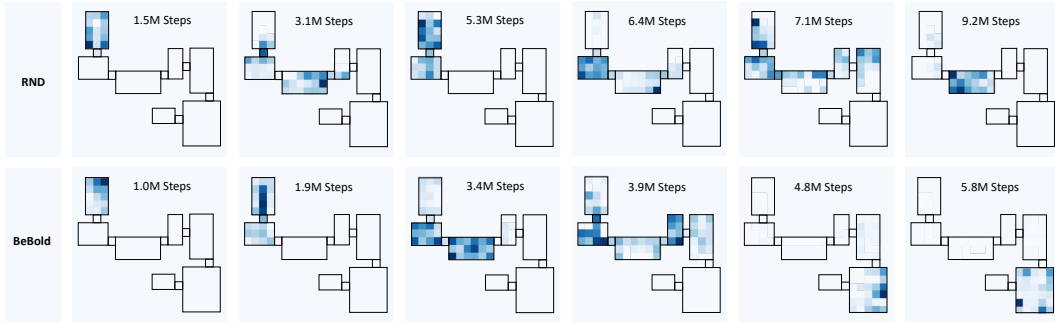 1.5M Steps
3.1M Steps
5.3M Steps
6.4M Steps
7.1M Steps
9.2M Steps
RND
1.0M Steps
1.9M Steps
3.4M Steps
3.9M Steps
4.8M Steps
5.8M Steps
BeBold